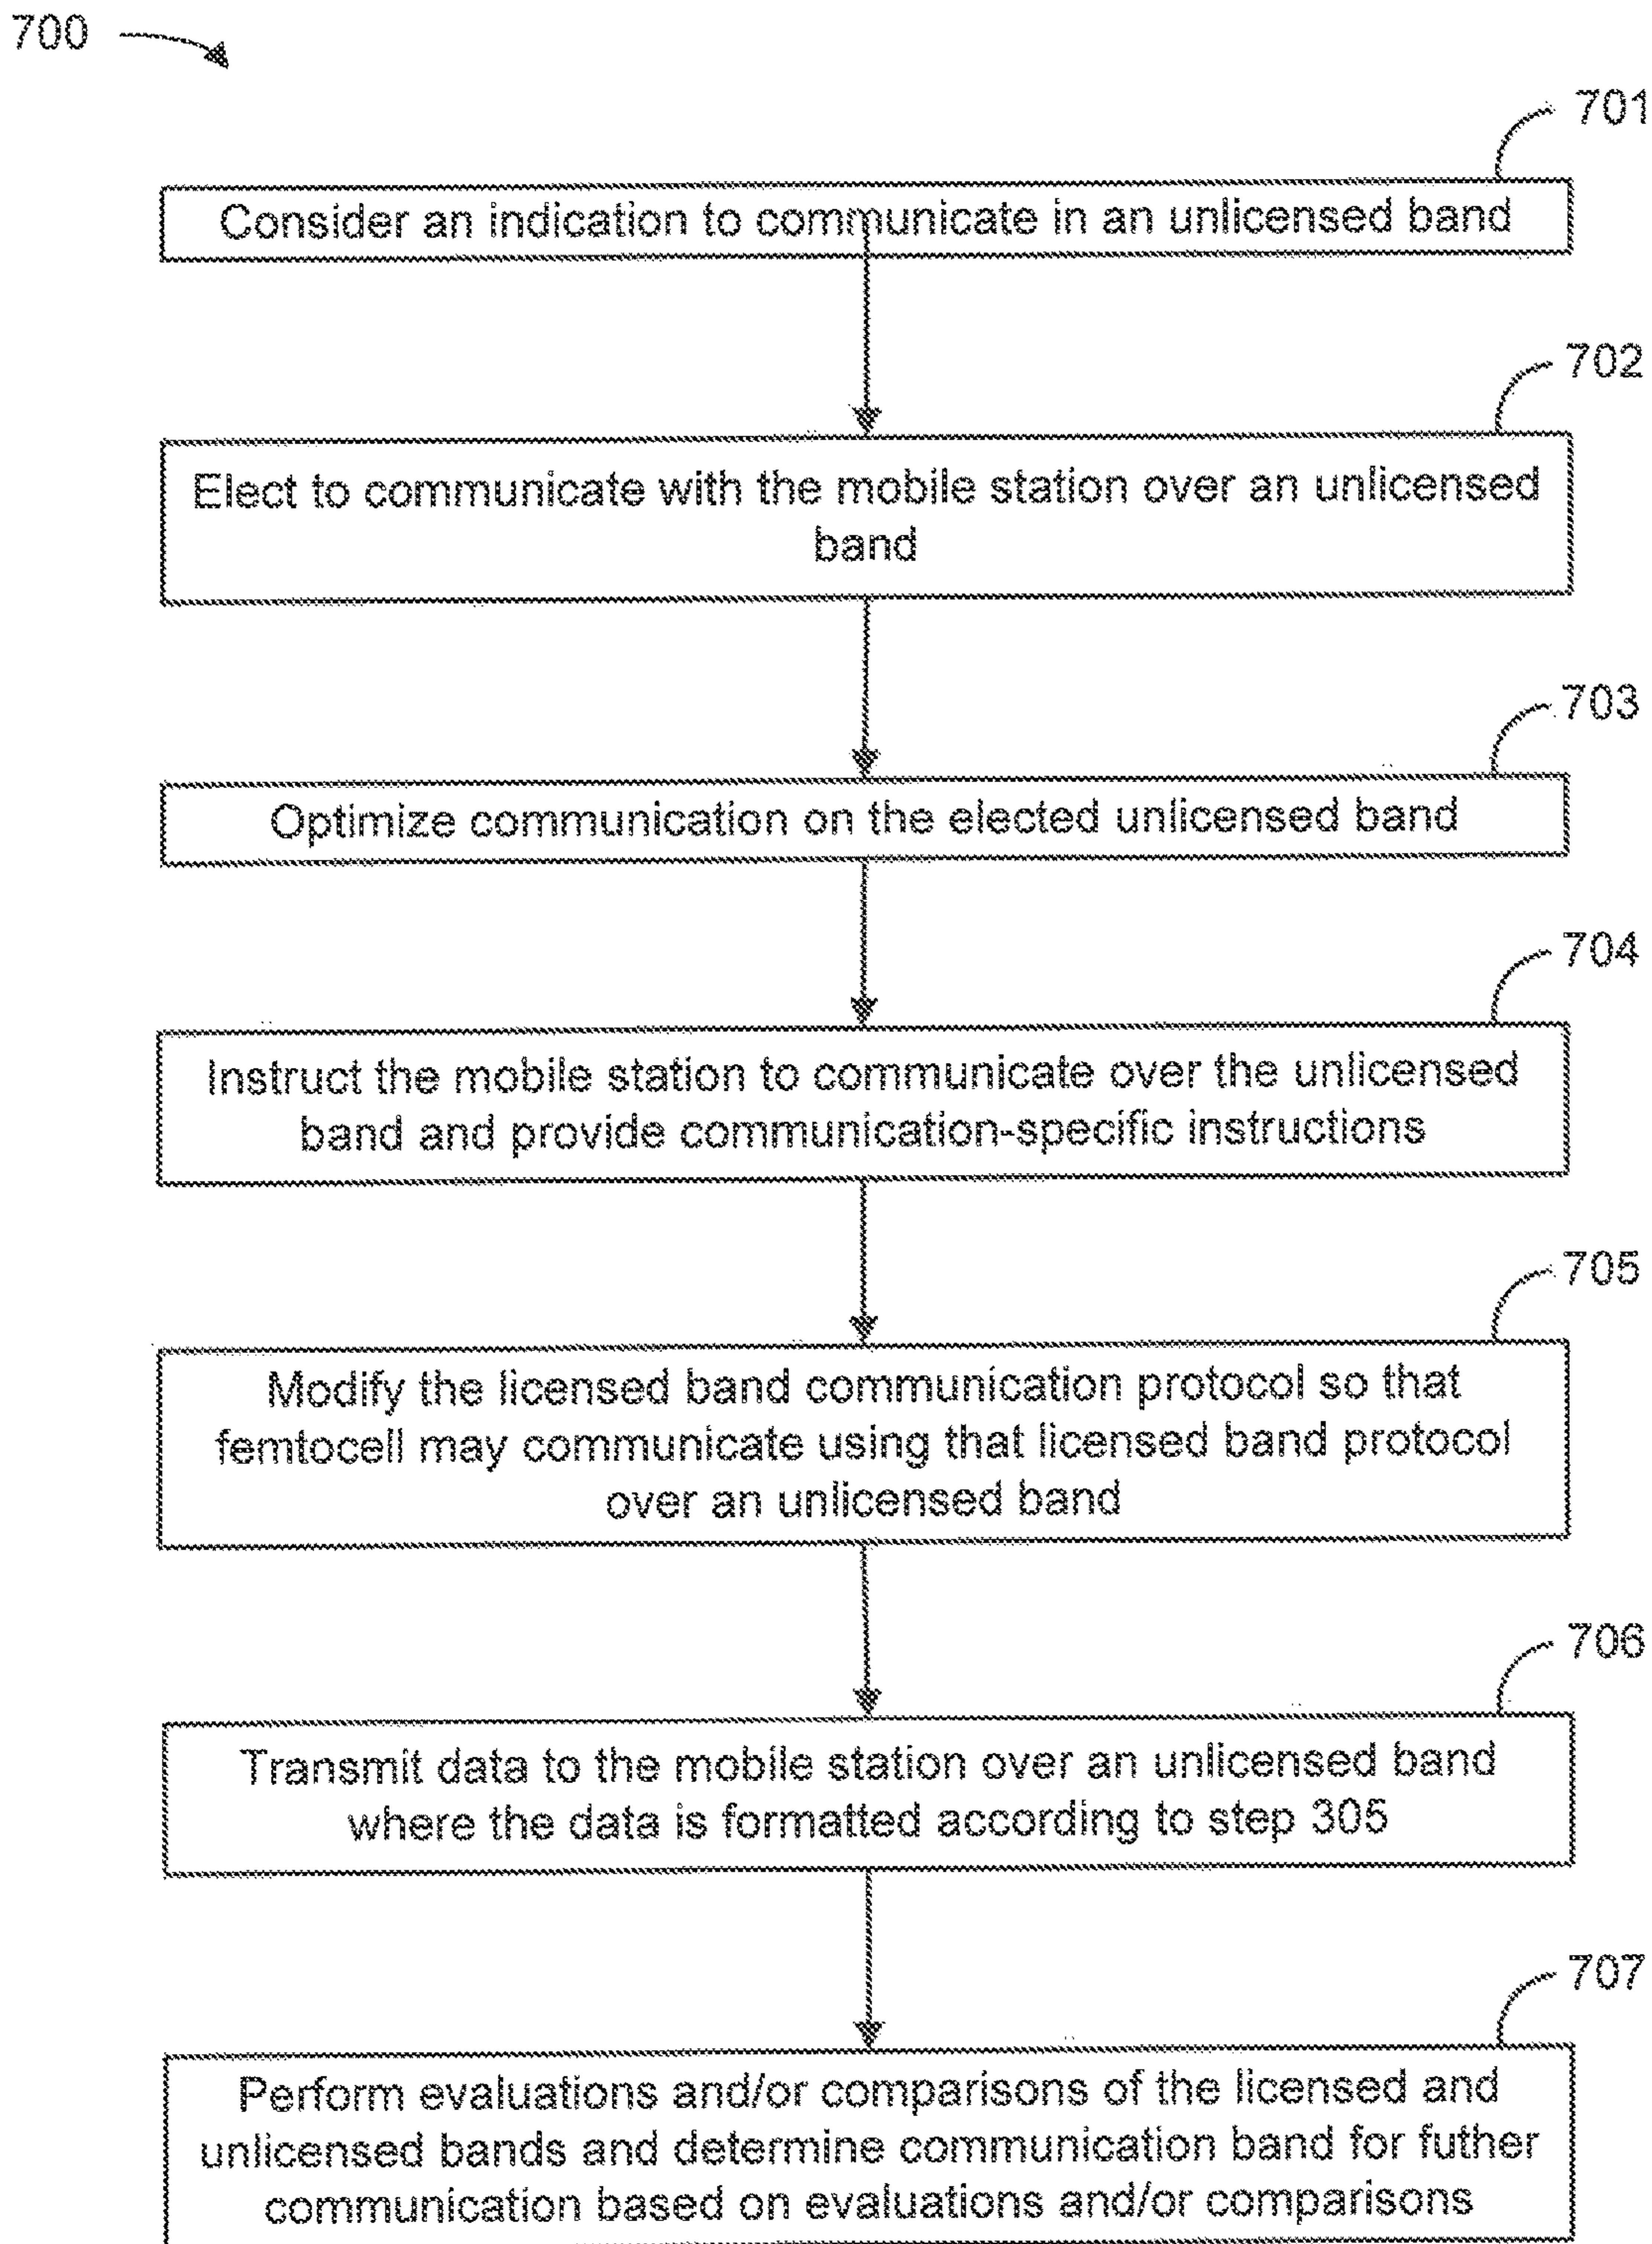 700
701
Consider an indication to communicate in an unlicensed band
702
Elect to communicate with the mobile station over an unlicensed
band
703
Optimize communication on the elected unlicensed band
704
Instruct the mobile station to communicate over the unlicensed
band and provide communication-specific instructions
705
Modify the licensed band communication protocol so that
femtocell may communicate using that licensed band protocol
over an unlicensed band
706
Transmit data to the mobile station over an unlicensed band
where the data is formatted according to step 305
707
Perform evaluations and/or comparisons of the licensed and
unlicensed bands and determine communication band for futher
communication based on evaluations and/or comparisons